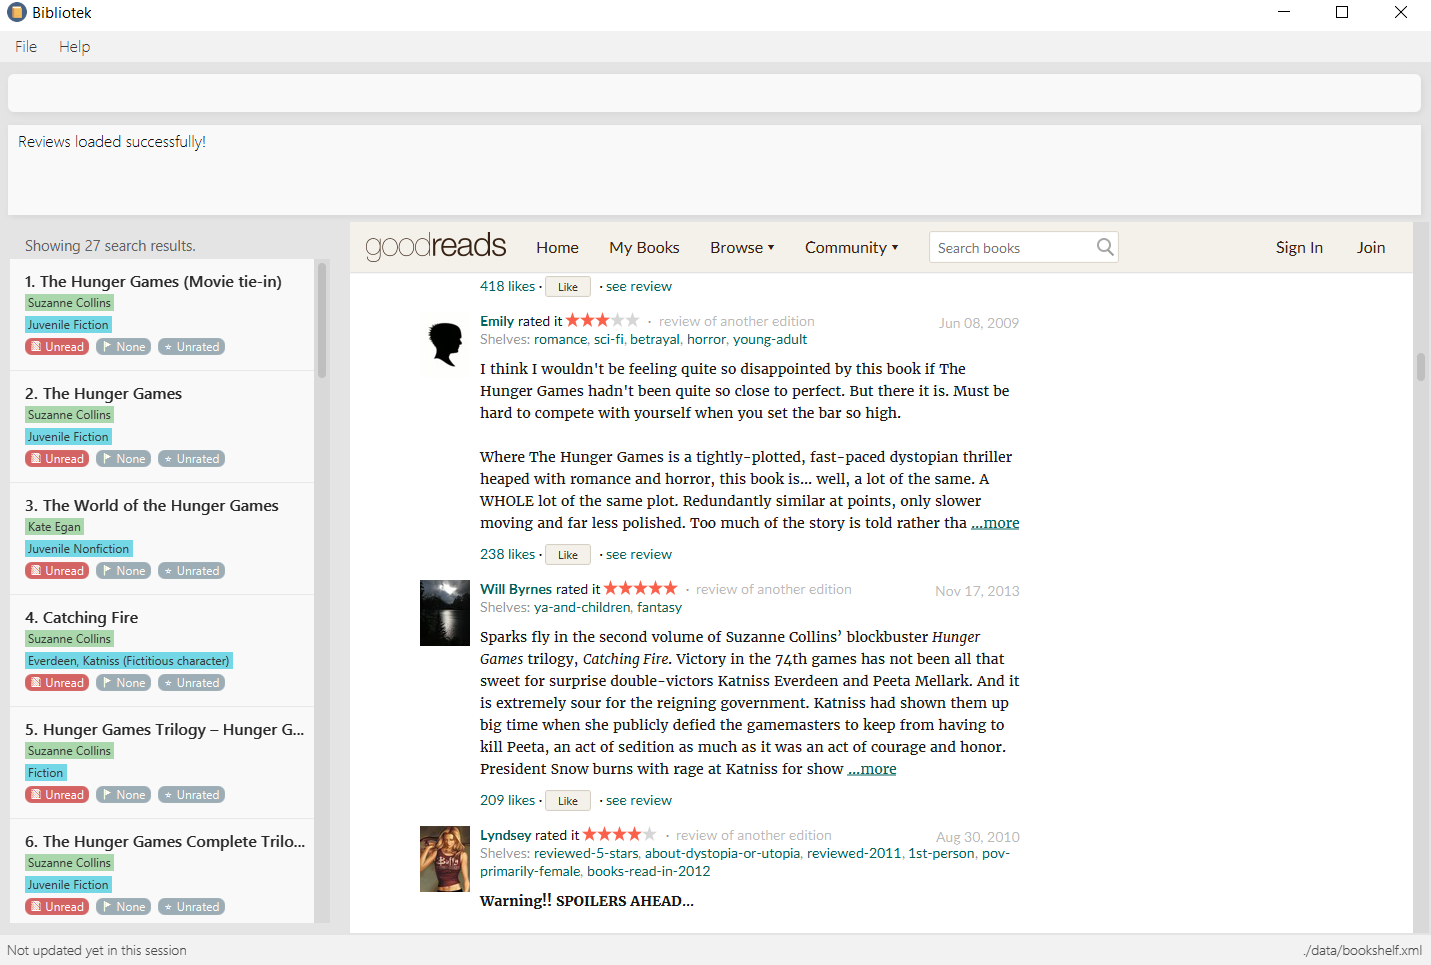 Bibliotek
File Help
Reviews loaded successfully!
Showing 27 search results.
1. The Hunger Games (Movie tie-in)
Suzanne Collins
Juvenile Fiction
Unread None Unrated
2. The Hunger Games
Suzanne Collins
Juvenile Fiction
Unread None Unrated
3. The World of the Hunger Games
Kate Egan
Juvenile Nonfiction
Unread None Unrated
4. Catching Fire
Suzanne Collins
Everdeen, Katniss (Fictitious character)
Unread None Unrated
5. Hunger Games Trilogy – Hunger G...
Suzanne Collins
Fiction
Unread None Unrated
6. The Hunger Games Complete Trilo...
Suzanne Collins
Juvenile Fiction
Unread None Unrated
goodreads Home My Books Browse ▾ Community ▾ Search books Sign In Join
418 likes · Like · see review
Emily rated it ★★★★★ · review of another edition Jun 08, 2009
Shelves: romance, sci-fi, betrayal, horror, young-adult
I think I wouldn't be feeling quite so disappointed by this book if The
Hunger Games hadn't been quite so close to perfect. But there it is. Must be
hard to compete with yourself when you set the bar so high.
Where The Hunger Games is a tightly-plotted, fast-paced dystopian thriller
heaped with romance and horror, this book is... well, a lot of the same. A
WHOLE lot of the same plot. Redundantly similar at points, only slower
moving and far less polished. Too much of the story is told rather tha ...more
238 likes · Like · see review
Will Byrnes rated it ★★★★★ · review of another edition Nov 17, 2013
Shelves: ya-and-children, fantasy
Sparks fly in the second volume of Suzanne Collins’ blockbuster Hunger
Games trilogy, Catching Fire. Victory in the 74th games has not been all that
sweet for surprise double-victors Katniss Everdeen and Peeta Mellark. And it
is extremely sour for the reigning government. Katniss had shown them up
big time when she publicly defied the gamemasters to keep from having to
kill Peeta, an act of sedition as much as it was an act of courage and honor.
President Snow burns with rage at Katniss for show ...more
209 likes · Like · see review
Lyndsey rated it ★★★★★ · review of another edition Aug 30, 2010
Shelves: reviewed-5-stars, about-dystopia-or-utopia, reviewed-2011, 1st-person, pov-
primarily-female, books-read-in-2012
Warning!! SPOILERS AHEAD...
Not updated yet in this session ./data/bookshelf.xml